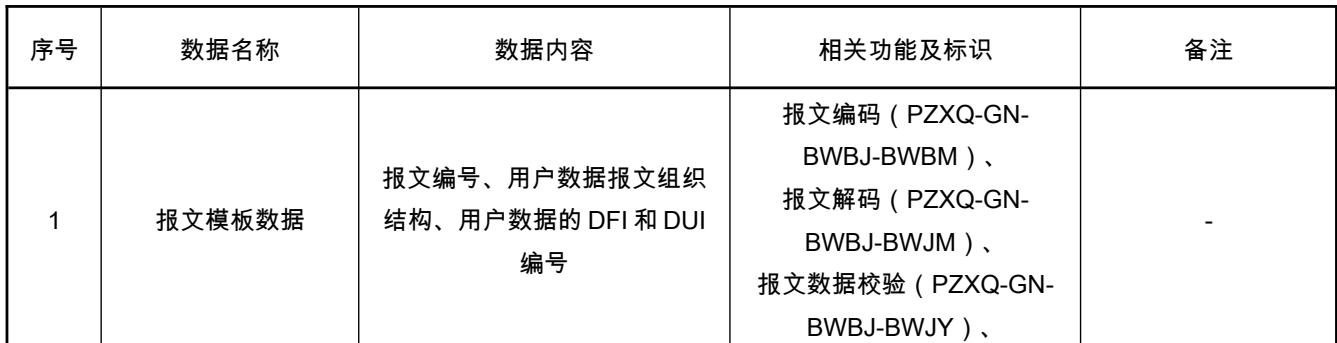 序号 数据名称 数据内容 相关功能及标识 备注
报文编码（PZXQ-GN-
BWBJ-BWBM）、
报文编号、用户数据报文组织
报文解码（PZXQ-GN-
1 报文模板数据 结构、用户数据的 DFI 和 DUI -
BWBJ-BWJM）、
编号
报文数据校验（PZXQ-GN-
BWBJ-BWJY）、